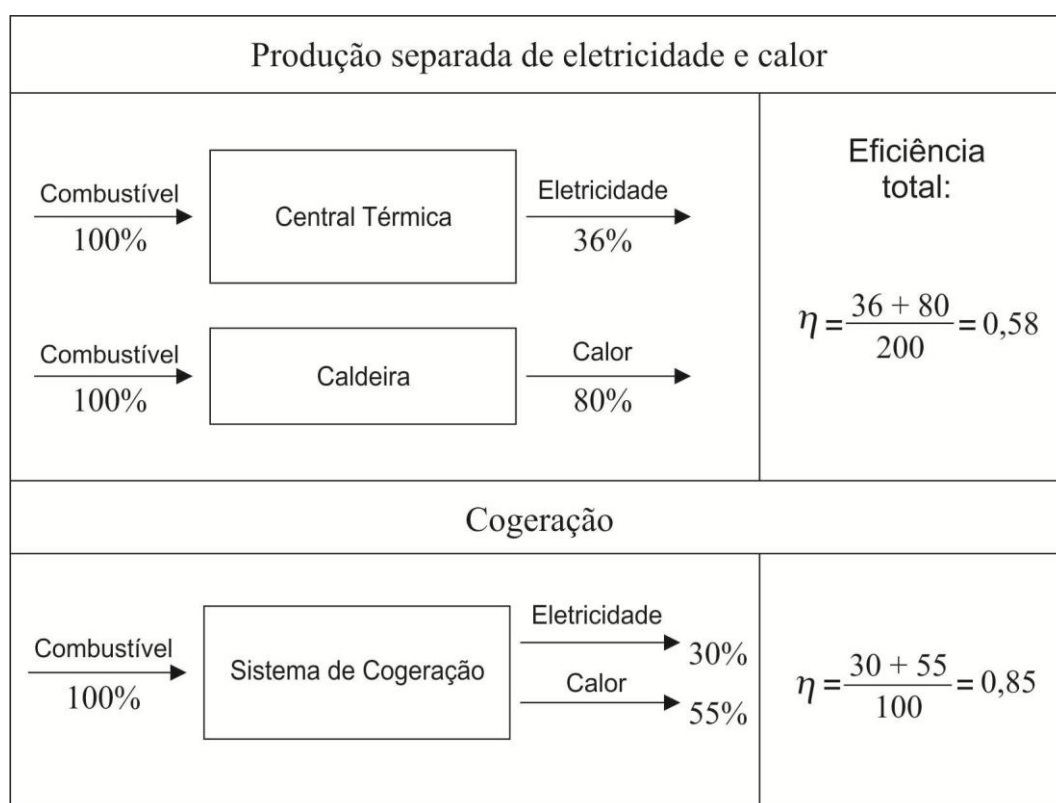 Produção separada de eletricidade e calor
Combustível
100%
Central Térmica
Eletricidade
36%
Combustível
100%
Caldeira
Calor
80%
Eficiência
total:
η = 36 + 80 / 200 = 0,58
Cogeração
Combustível
100%
Sistema de Cogeração
Eletricidade
30%
Calor
55%
η = 30 + 55 / 100 = 0,85